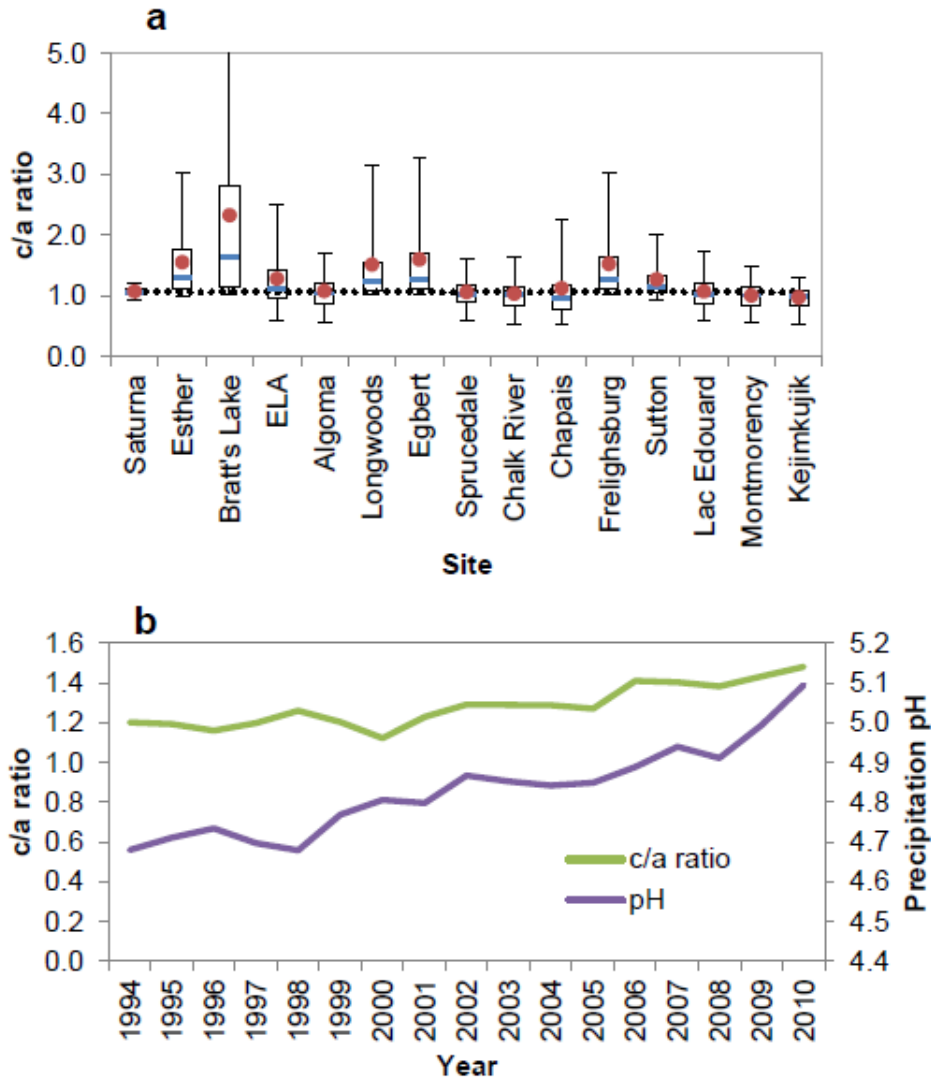 a
c/a ratio
5.0
4.0
3.0
2.0
1.0
0.0
Saturna
Esther
Bratt's Lake
ELA
Algoma
Longwoods
Egbert
Sprucedale
Chalk River
Chapais
Frelighsburg
Sutton
Lac Edouard
Montmorency
Kejimkujik
Site
b
c/a ratio
1.6
1.4
1.2
1.0
0.8
0.6
0.4
0.2
0.0
5.2
5.1
5.0
4.9
4.8
4.7
4.6
4.5
4.4
Precipitation pH
c/a ratio
pH
1994
1995
1996
1997
1998
1999
2000
2001
2002
2003
2004
2005
2006
2007
2008
2009
2010
Year